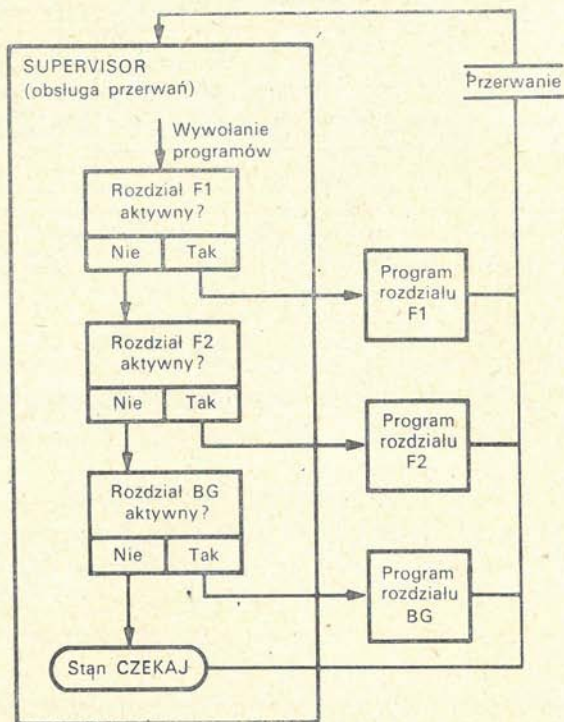 SUPERVISOR
(obsługa przerwań)
Przerwanie
Wywołanie
programów
Rozdział F1
aktywny?
Nie
Tak
Program
rozdziału
F1
Rozdział F2
aktywny?
Nie
Tak
Program
rozdziału
F2
Rozdział BG
aktywny?
Nie
Tak
Program
rozdziału
BG
Stąn CZEKAJ